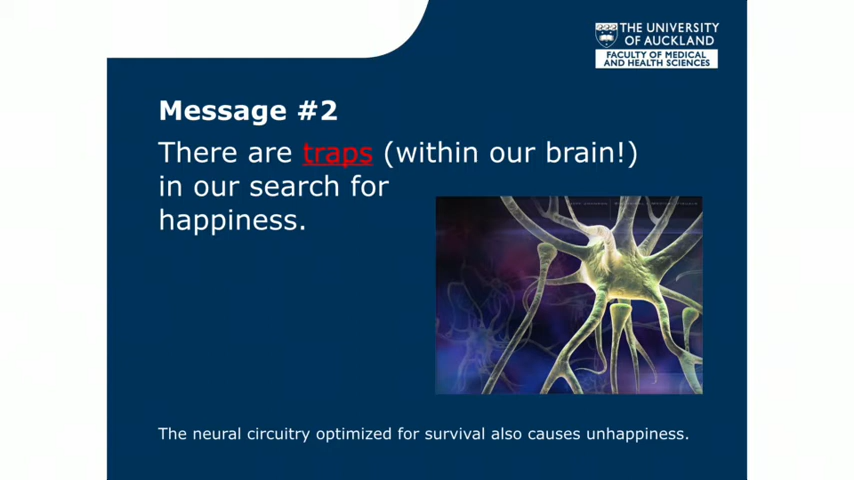 THE UNIVERSITY
OF AUCKLAND
FACULTY OF MEDICAL
AND HEALTH SCIENCES
Message #2
There are traps (within our brain!)
in our search for
happiness.
The neural circuitry optimized for survival also causes unhappiness.